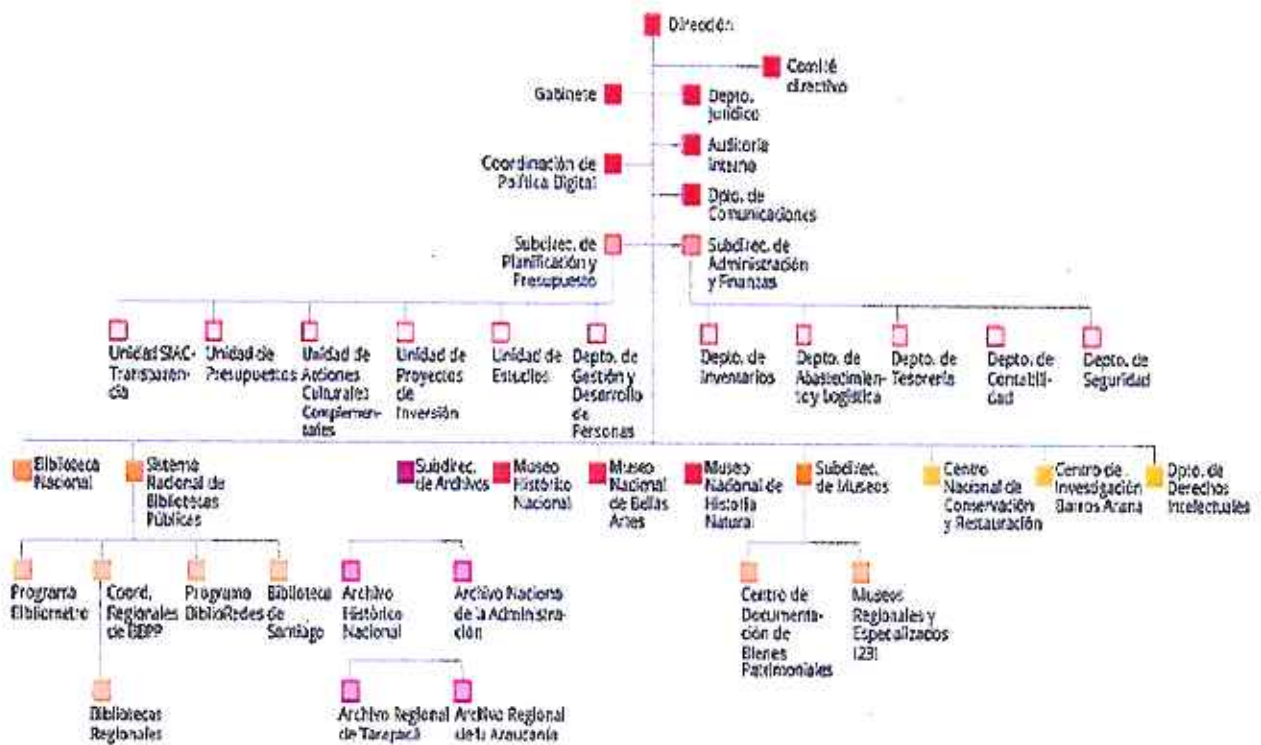 Dirección
Comité
directivo
Gabinete
Depto.
Jurídico
Auditoría
Interna
Coordinación de
Política Digital
Dpto. de
Comunicaciones
Subdirec. de
Planificación y
Presupuesto
Subdirec. de
Administración
y Finanzas
Unidad SIAC-
Transparen-
cia
Unidad de
Presupuestos
Unidad de
Acciones
Culturales
Complemen-
tarias
Unidad de
Proyectos
de
Inversión
Unidad de
Estudios
Depto. de
Gestión y
Desarrollo
de
Personas
Depto. de
Inventarios
Depto. de
Abastecimien-
to y Logística
Depto. de
Tesorería
Depto. de
Contabili-
dad
Depto. de
Seguridad
Biblioteca
Nacional
Sistema
Nacional de
Bibliotecas
Públicas
Subdirec.
de Archivos
Museo
Histórico
Nacional
Museo
Nacional
de Bellas
Artes
Museo
Nacional de
Historia
Natural
Subdirec.
de Museos
Centro
Nacional de
Conservación
y Restauración
Centro de
Investigación
Barros Arana
Dpto. de
Derechos
Intelectuales
Programa
Bibliometro
Coord.
Regionales
de BBPP
Programa
BiblioRedes
Biblioteca
de
Santiago
Archivo
Histórico
Nacional
Archivo Naciona
de la Administra-
ción
Centro de
Documenta-
ción de
Bienes
Patrimoniales
Museos
Regionales y
Especializados
(23)
Bibliotecas
Regionales
Archivo Regional
de Tarapacá
Archivo Regional
de la Araucanía